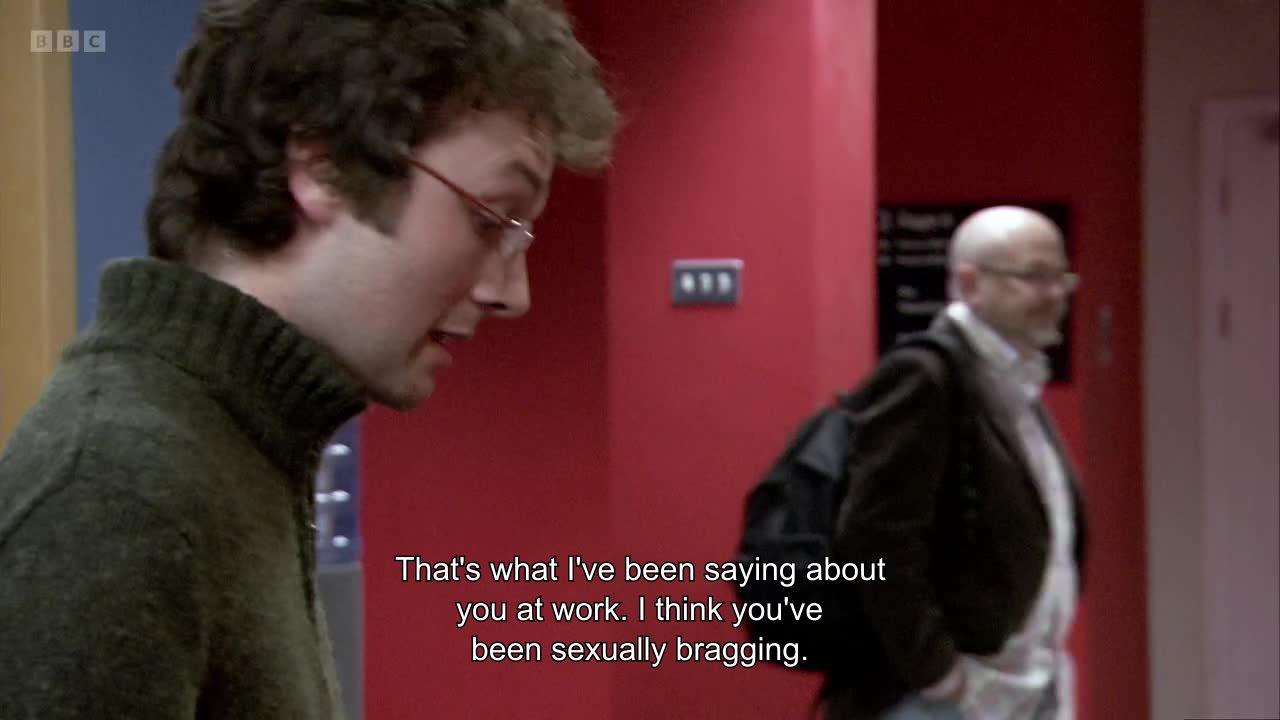 BBC
That's what I've been saying about
you at work. I think you've
been sexually bragging.